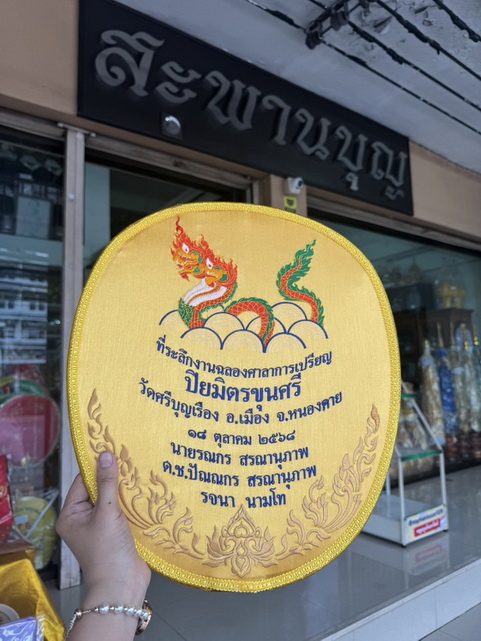 สะพานบุญ
ที่ระลึกงานฉลองศาลาการเปรียญ
ปิยมิตรขุนศรี
วัดศรีบุญเรือง อ.เมือง จ.หนองคาย
๑๘ ตุลาคม ๒๕๖๘
นายรณกร สรณานุภาพ
ด.ช.ปัณณกร สรณานุภาพ
รจนา นามโท